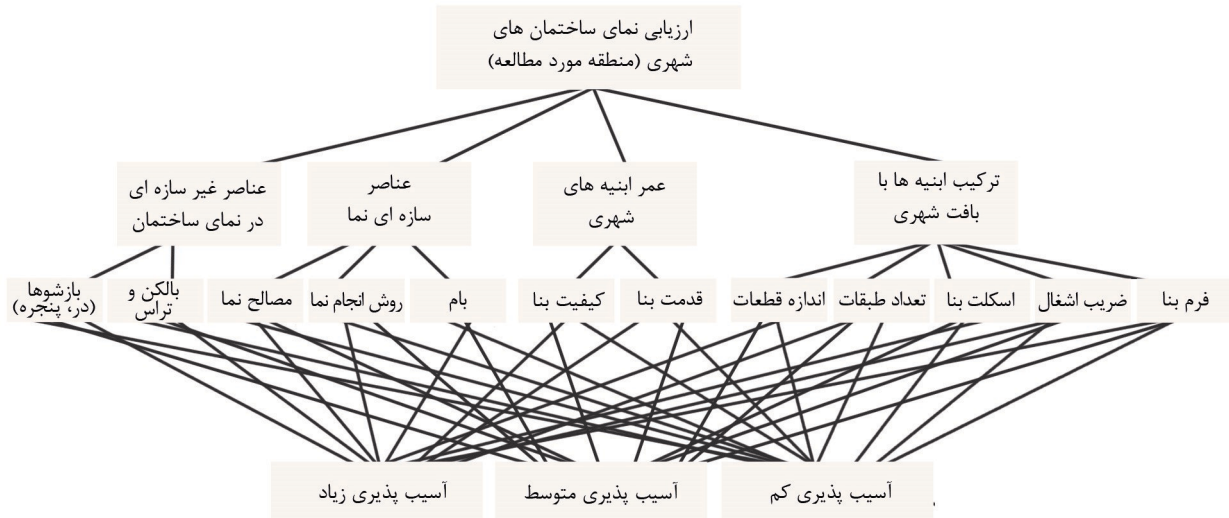 ارزیابی نمای ساختمان های
شهری (منطقه مورد مطالعه)
ترکیب ابنیه ها با
بافت شهری
عمر ابنیه های
شهری
عناصر
سازه ای نما
عناصر غیر سازه ای
در نمای ساختمان
فرم بنا
ضریب اشغال
اسکلت بنا
تعداد طبقات
اندازه قطعات
قدمت بنا
کیفیت بنا
بام
روش انجام نما
مصالح نما
بالکن و
تراس
بازشوها
(در، پنجره)
آسیب پذیری کم
آسیب پذیری متوسط
آسیب پذیری زیاد